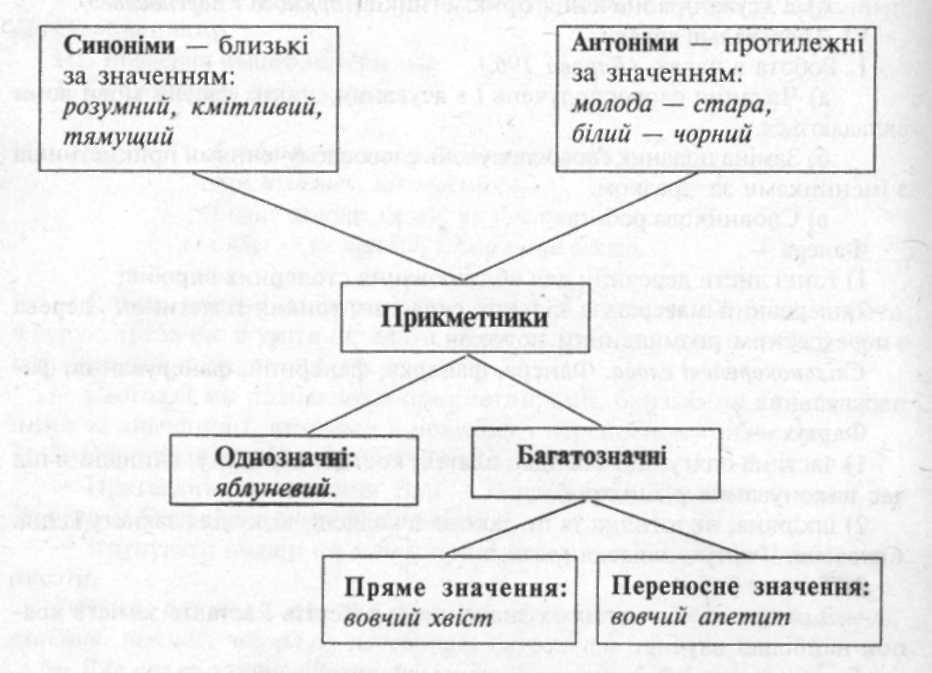 Синоніми — близькі
за значенням:
розумний, кмітливий,
тямущий
Антоніми — протилежні
за значенням:
молода — стара,
білий — чорний
Прикметники
Однозначні:
яблуневий.
Багатозначні
Пряме значення:
вовчий хвіст
Переносне значення:
вовчий апетит